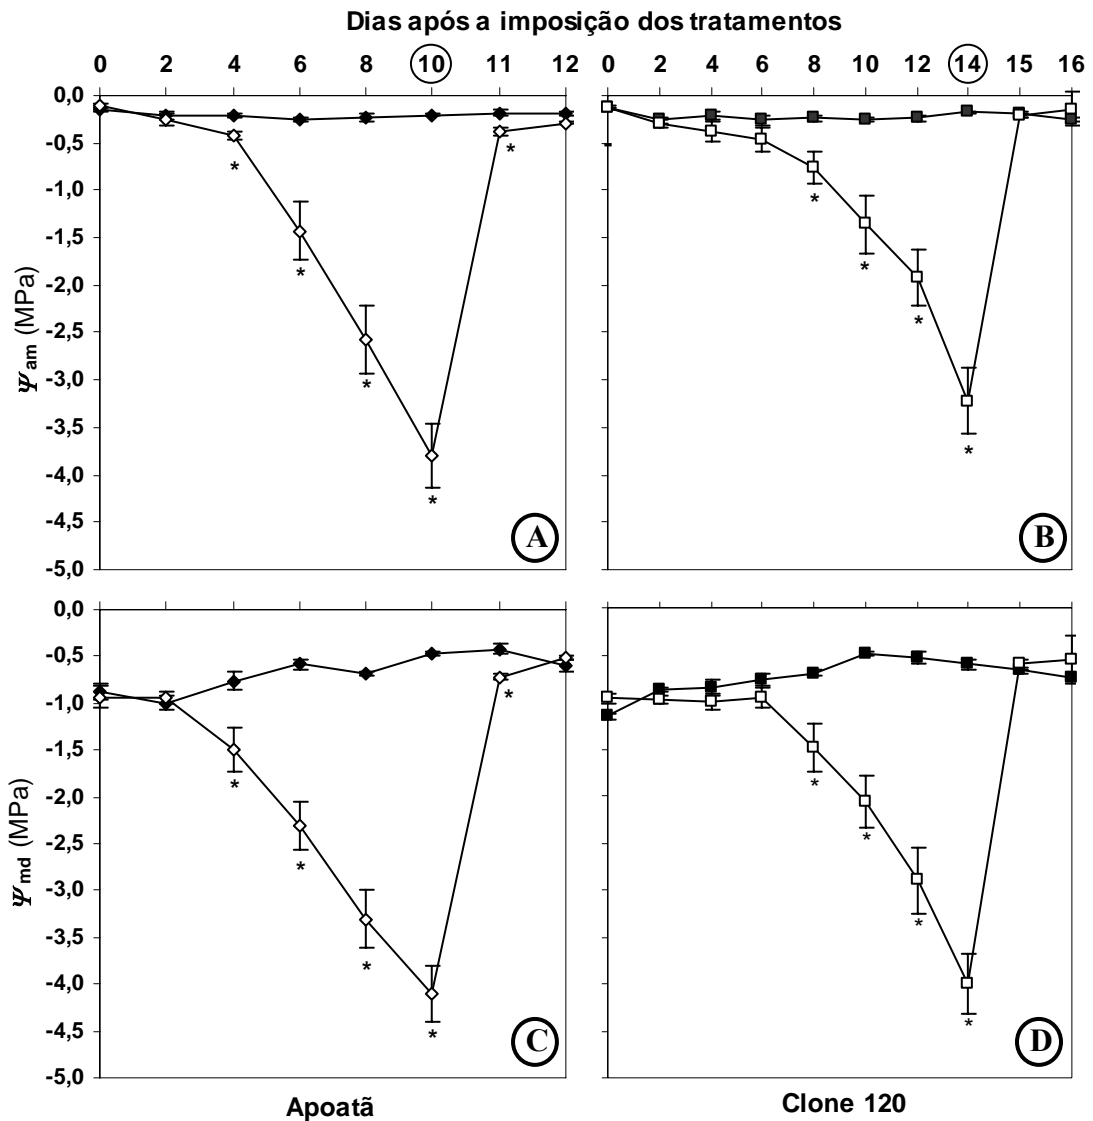 Dias após a imposição dos tratamentos
0 2 4 6 8 10 11 12
0 2 4 6 8 10 12 14 15 16
0,0
-0,5
-1,0
-1,5
-2,0
-2,5
-3,0
-3,5
-4,0
-4,5
-5,0
Ψam (MPa)
* * * * *
A
* * * *
B
0,0
-0,5
-1,0
-1,5
-2,0
-2,5
-3,0
-3,5
-4,0
-4,5
-5,0
Ψmd (MPa)
* * * * *
C
* * * *
D
Apoatã
Clone 120